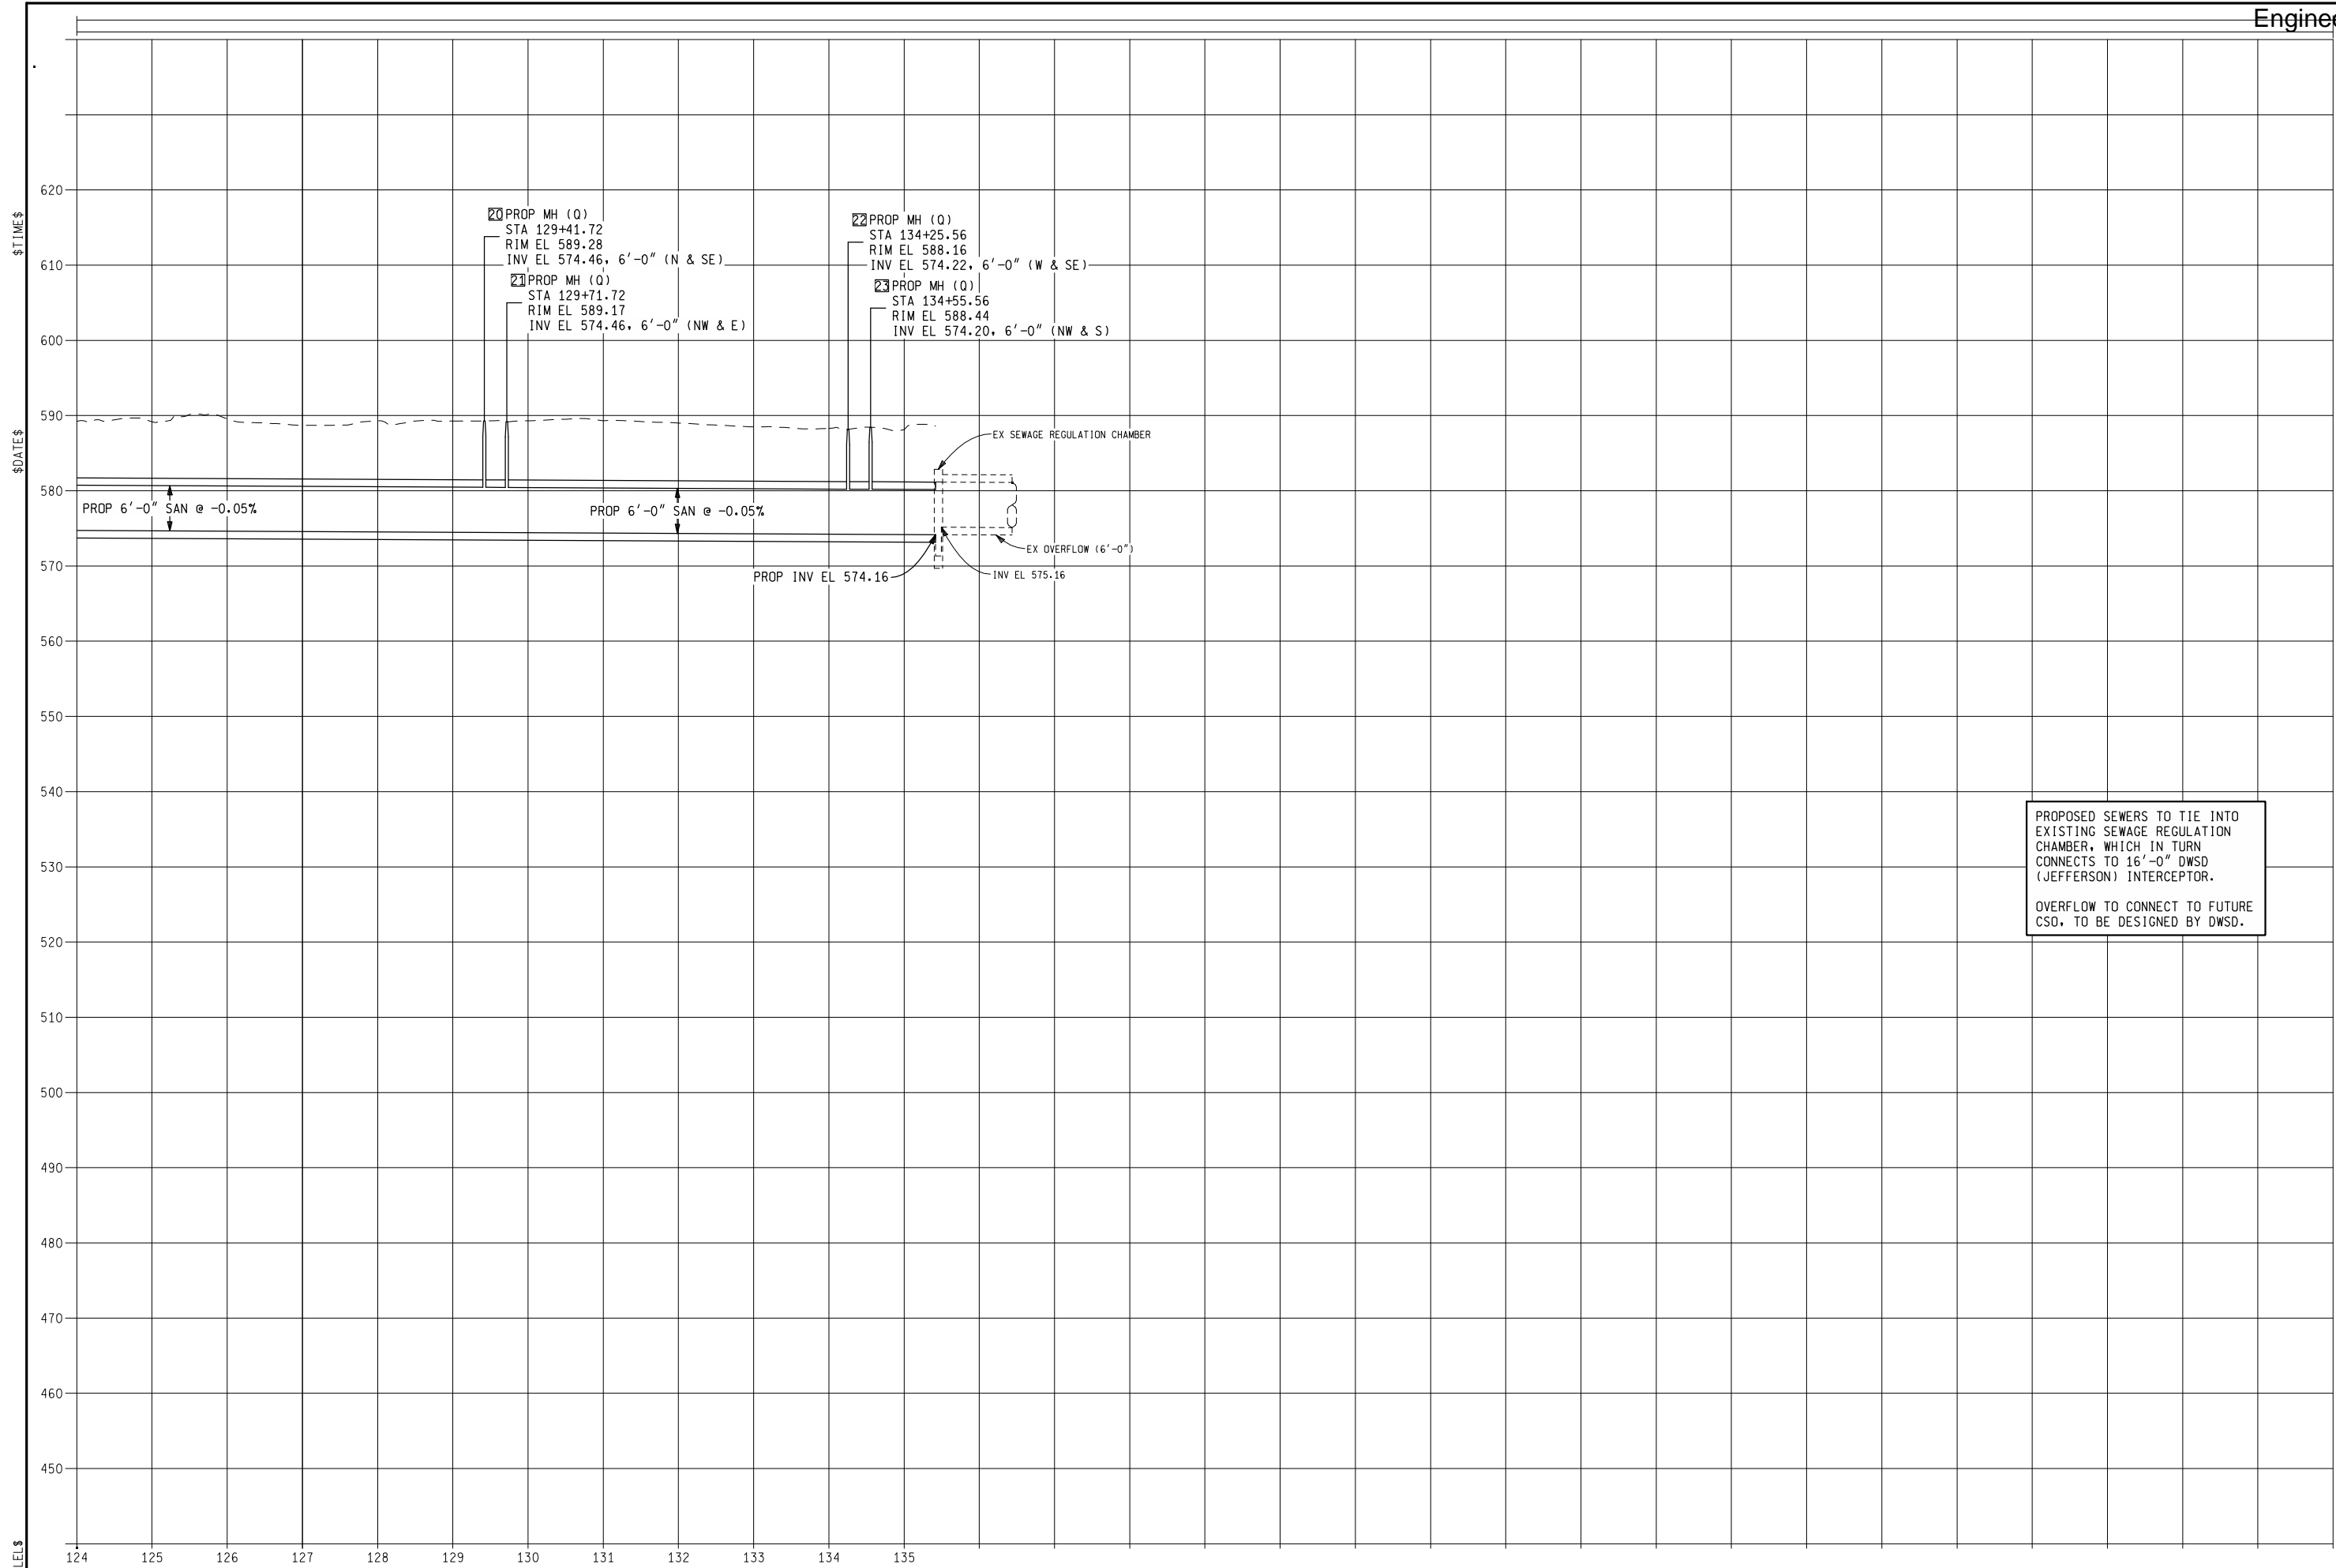 Enginee
$TIME$
$DATE$
LEL$
620
610
600
590
580
570
560
550
540
530
520
510
500
490
480
470
460
450
20 PROP MH (Q)
STA 129+41.72
RIM EL 589.28
INV EL 574.46, 6'-0" (N & SE)
21 PROP MH (Q)
STA 129+71.72
RIM EL 589.17
INV EL 574.46, 6'-0" (NW & E)
22 PROP MH (Q)
STA 134+25.56
RIM EL 588.16
INV EL 574.22, 6'-0" (W & SE)
23 PROP MH (Q)
STA 134+55.56
RIM EL 588.44
INV EL 574.20, 6'-0" (NW & S)
EX SEWAGE REGULATION CHAMBER
PROP 6'-0" SAN @ -0.05%
PROP 6'-0" SAN @ -0.05%
EX OVERFLOW (6'-0")
PROP INV EL 574.16
INV EL 575.16
PROPOSED SEWERS TO TIE INTO
EXISTING SEWAGE REGULATION
CHAMBER, WHICH IN TURN
CONNECTS TO 16'-0" DWSD
(JEFFERSON) INTERCEPTOR.
OVERFLOW TO CONNECT TO FUTURE
CSO, TO BE DESIGNED BY DWSD.
124 125 126 127 128 129 130 131 132 133 134 135